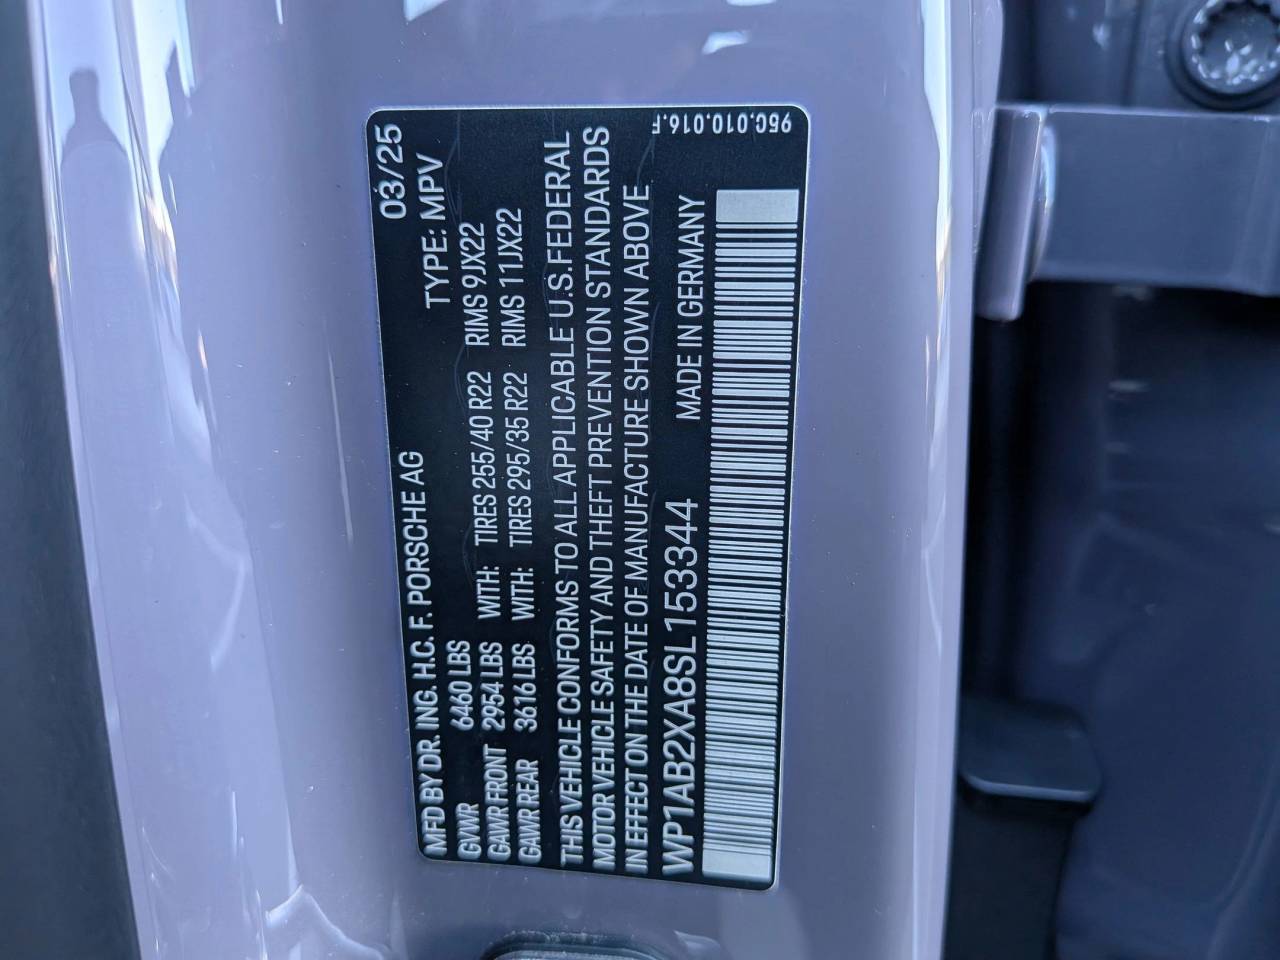 MFD BY DR. ING. H.C. F. PORSCHE AG 03/25
GVWR 6460 LBS TYPE: MPV
GAWR FRONT 2954 LBS WITH: TIRES 255/40 R22 RIMS 9JX22
GAWR REAR 3616 LBS WITH: TIRES 295/35 R22 RIMS 11JX22
THIS VEHICLE CONFORMS TO ALL APPLICABLE U.S.FEDERAL
MOTOR VEHICLE SAFETY AND THEFT PREVENTION STANDARDS
IN EFFECT ON THE DATE OF MANUFACTURE SHOWN ABOVE
WP1AB2XA8SL153344 MADE IN GERMANY
95C.010.016.F